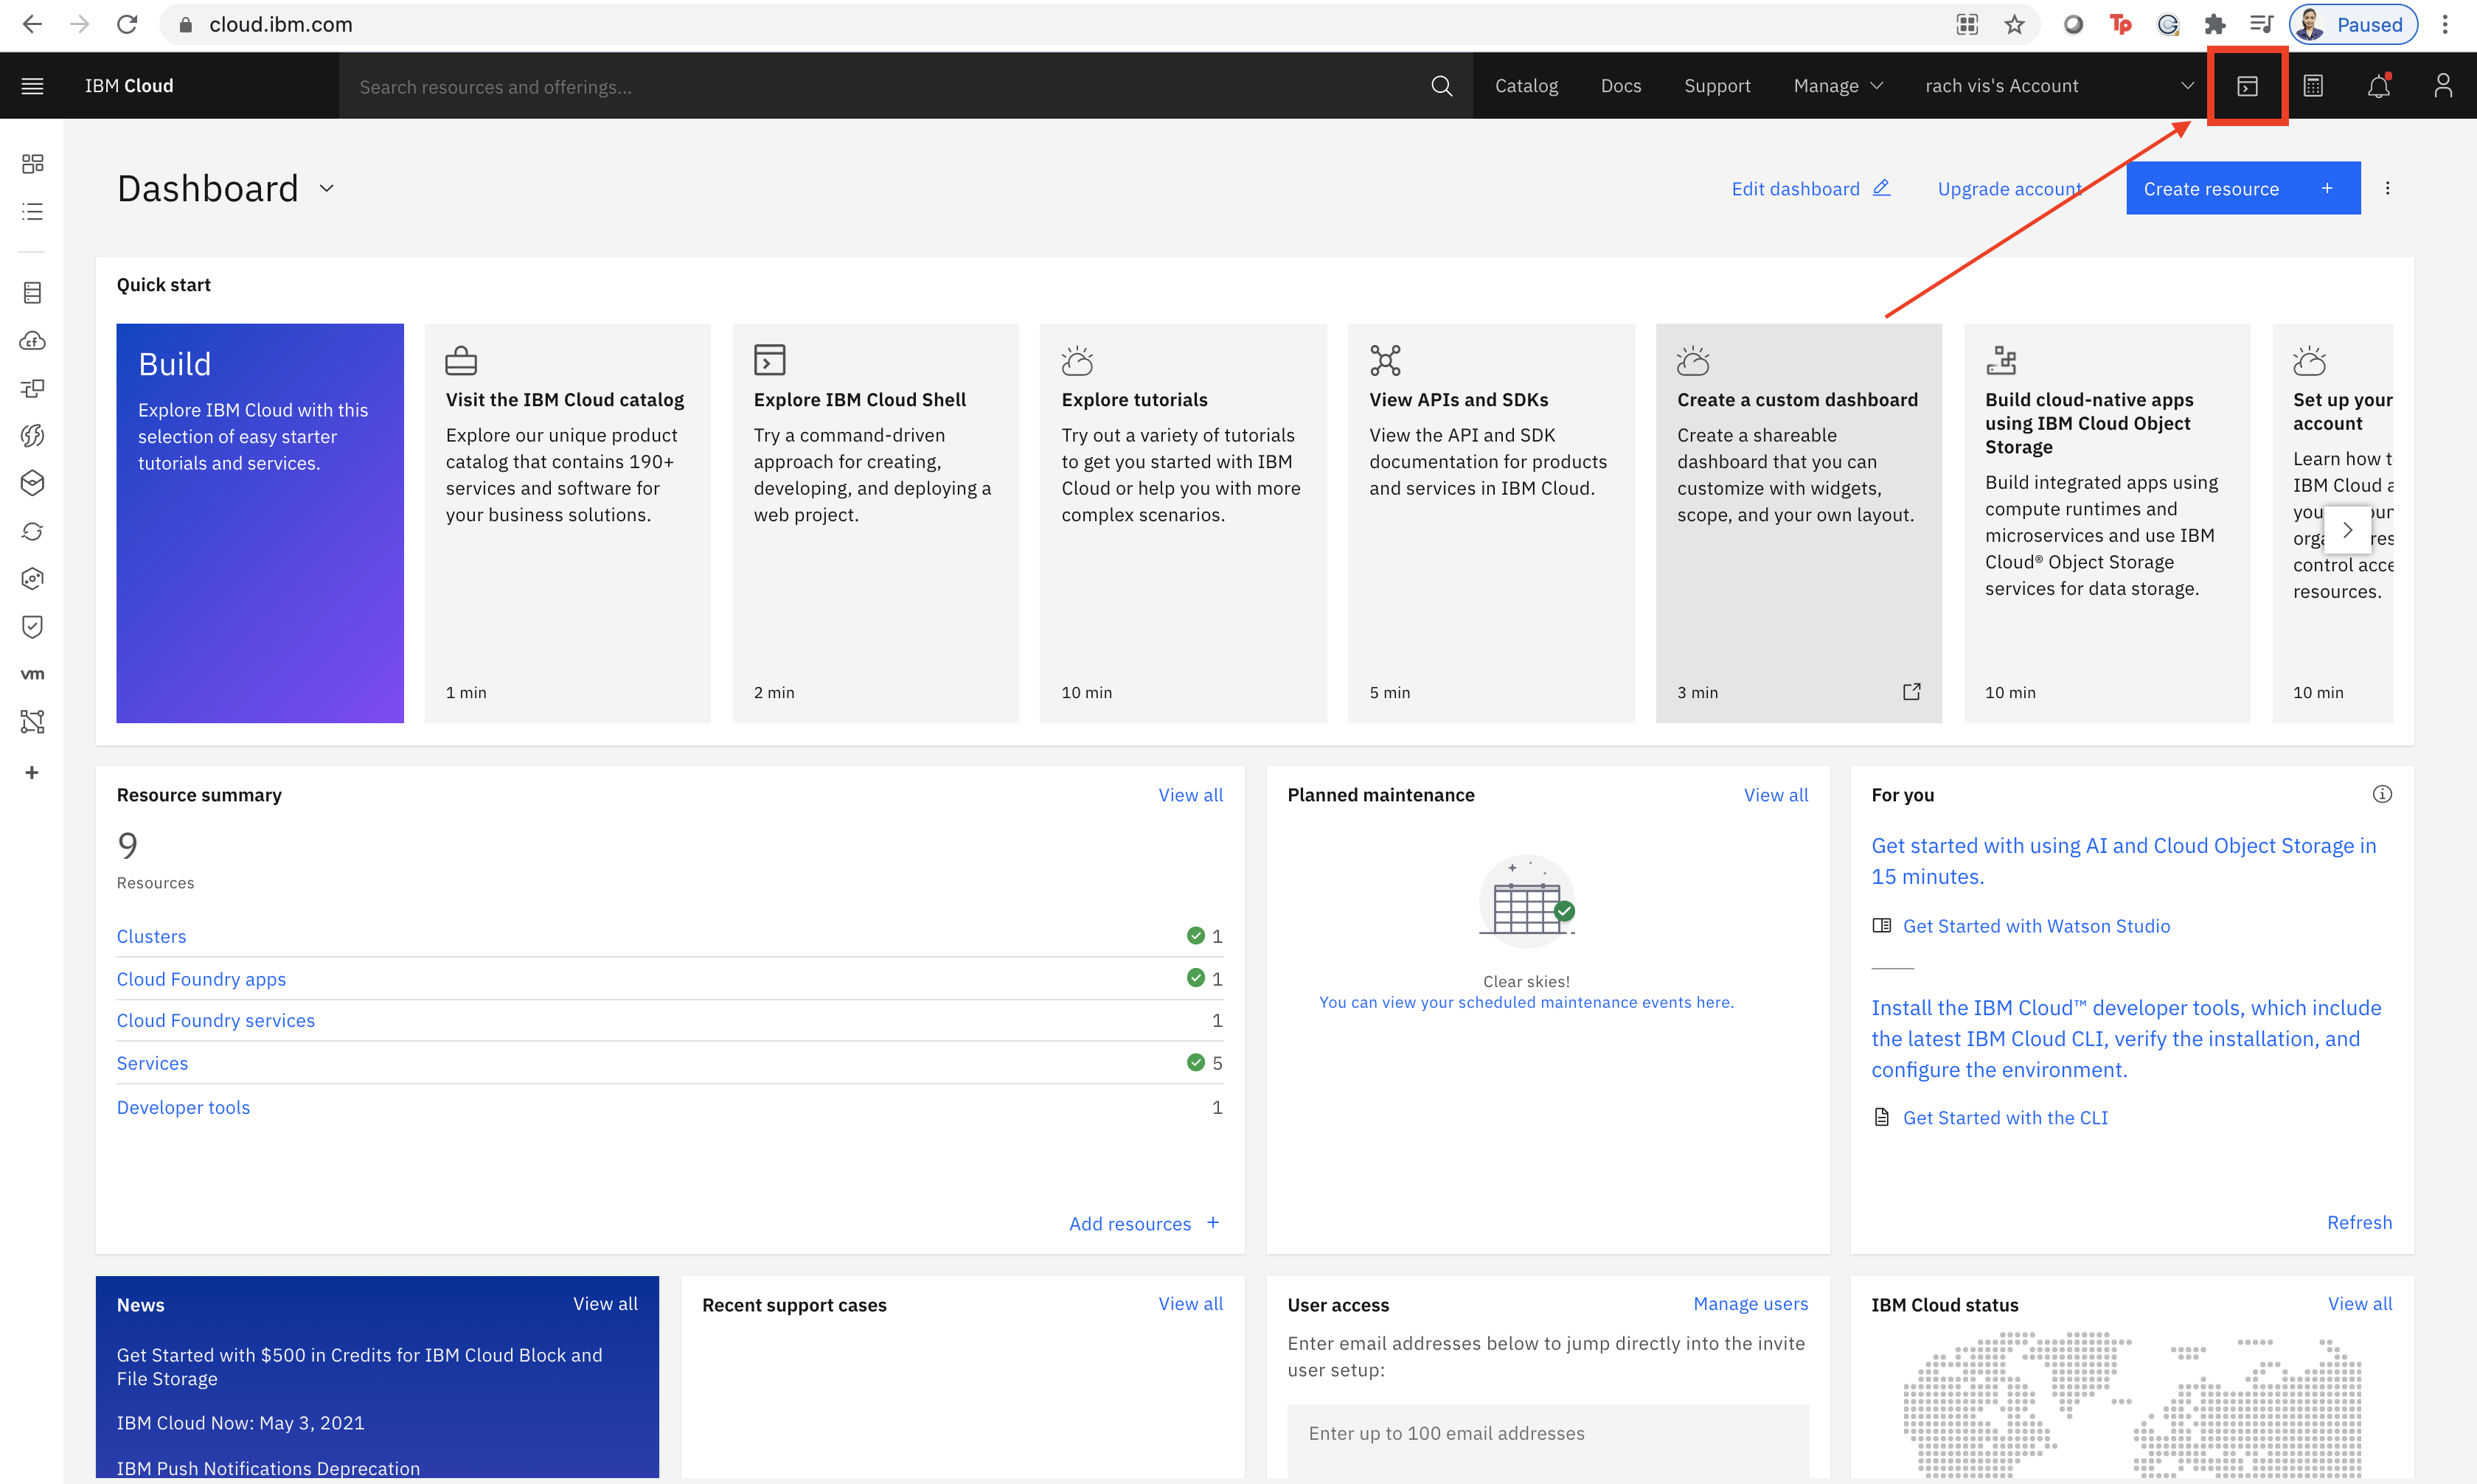 cloud.ibm.com
Tp
Paused
IBM Cloud
Search resources and offerings...
Catalog
Docs
Support
Manage
rach vis's Account
Dashboard
Edit dashboard
Upgrade account
Create resource +
Quick start
Build
Explore IBM Cloud with this
selection of easy starter
tutorials and services.
Visit the IBM Cloud catalog
Explore our unique product
catalog that contains 190+
services and software for
your business solutions.
1 min
Explore IBM Cloud Shell
Try a command-driven
approach for creating,
developing, and deploying a
web project.
2 min
Explore tutorials
Try out a variety of tutorials
to get you started with IBM
Cloud or help you with more
complex scenarios.
10 min
View APIs and SDKs
View the API and SDK
documentation for products
and services in IBM Cloud.
5 min
Create a custom dashboard
Create a shareable
dashboard that you can
customize with widgets,
scope, and your own layout.
3 min
Build cloud-native apps
using IBM Cloud Object
Storage
Build integrated apps using
compute runtimes and
microservices and use IBM
Cloud® Object Storage
services for data storage.
10 min
Set up your
account
Learn how
IBM Cloud
control
resources.
10 min
cf
vm
Resource summary
View all
9
Resources
Clusters 1
Cloud Foundry apps 1
Cloud Foundry services 1
Services 5
Developer tools 1
Add resources +
Planned maintenance
View all
Clear skies!
You can view your scheduled maintenance events here.
For you
Get started with using AI and Cloud Object Storage in
15 minutes.
Get Started with Watson Studio
Install the IBM Cloud™ developer tools, which include
the latest IBM Cloud CLI, verify the installation, and
configure the environment.
Get Started with the CLI
Refresh
News
View all
Get Started with $500 in Credits for IBM Cloud Block and
File Storage
IBM Cloud Now: May 3, 2021
IBM Push Notifications Deprecation
Recent support cases
View all
User access
Manage users
Enter email addresses below to jump directly into the invite
user setup:
Enter up to 100 email addresses
IBM Cloud status
View all